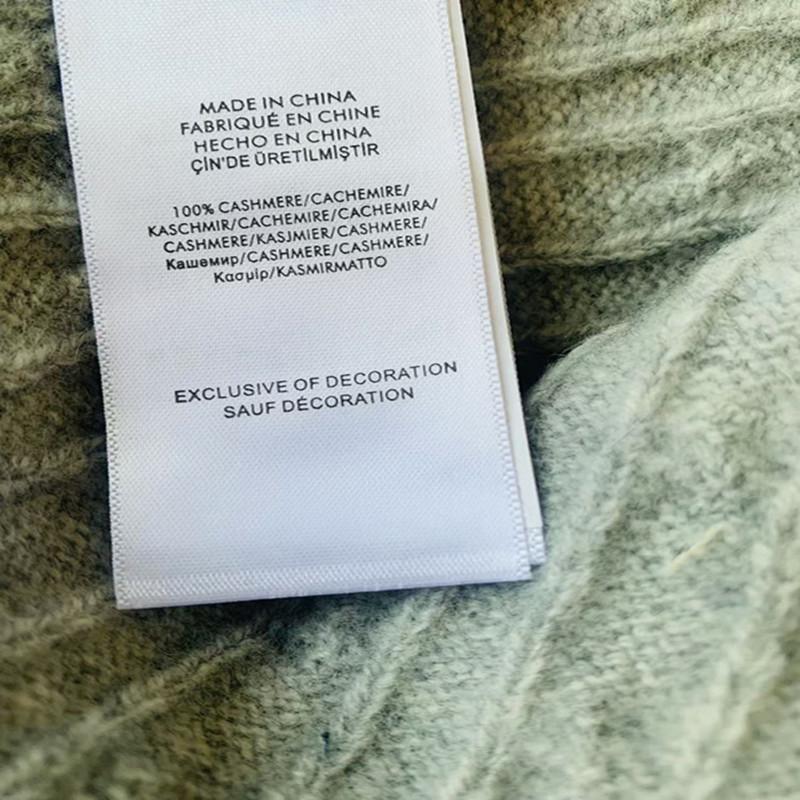 MADE IN CHINA
FABRIQUÉ EN CHINE
HECHO EN CHINA
ÇİN'DE ÜRETİLMİŞTİR
100% CASHMERE/CACHEMIRE/
KASCHMIR/CACHEMIRE/CACHEMIRA/
CASHMERE/KASJMIER/CASHMERE/
Кашемир/CASHMERE/CASHMERE/
Κασμίρ/KASMIRMATTO
EXCLUSIVE OF DECORATION
SAUF DÉCORATION